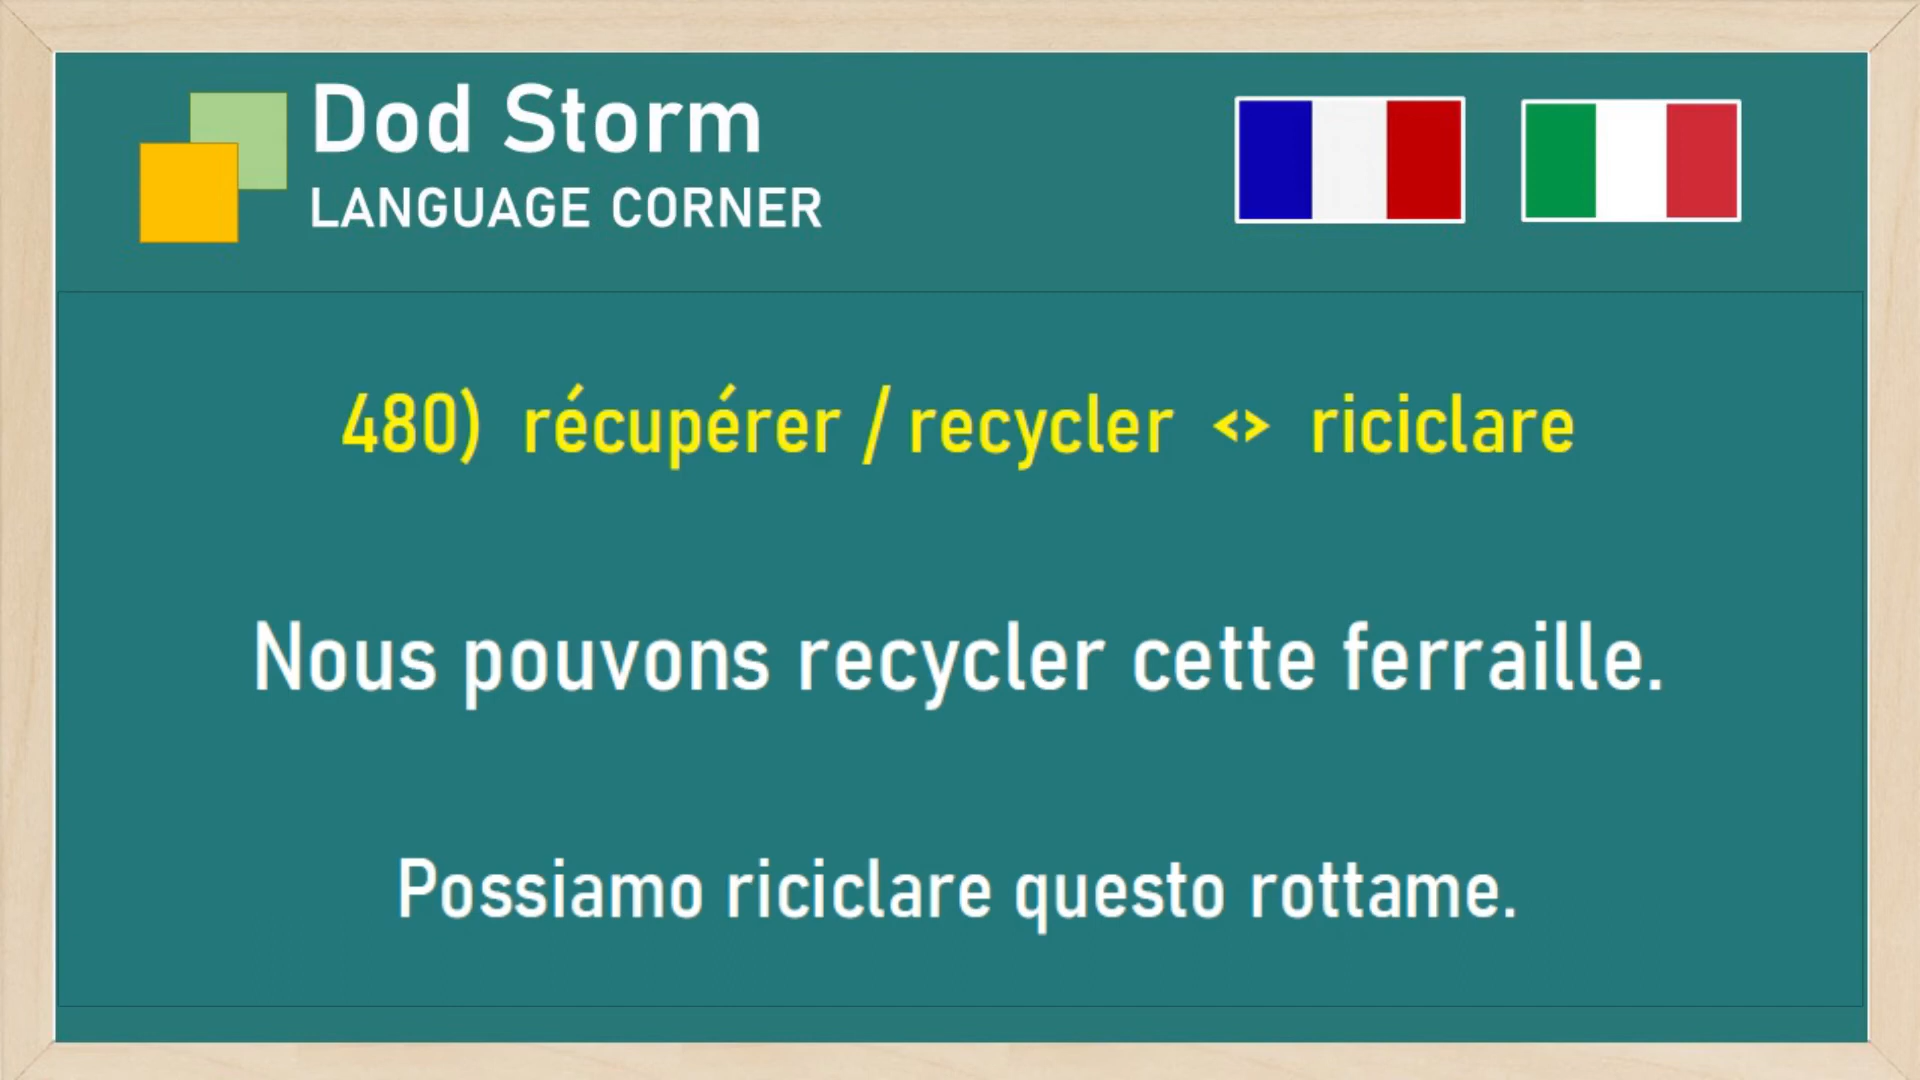 Dod Storm
LANGUAGE CORNER
480) récupérer / recycler <> riciclare
Nous pouvons recycler cette ferraille.
Possiamo riciclare questo rottame.